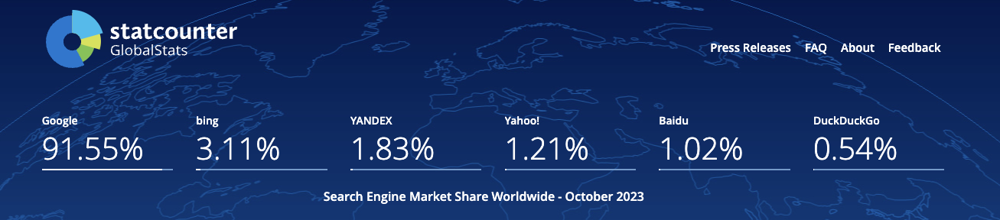 statcounter
GlobalStats
Press Releases FAQ About Feedback
Google bing YANDEX Yahoo! Baidu DuckDuckGo
91.55% 3.11% 1.83% 1.21% 1.02% 0.54%
Search Engine Market Share Worldwide - October 2023